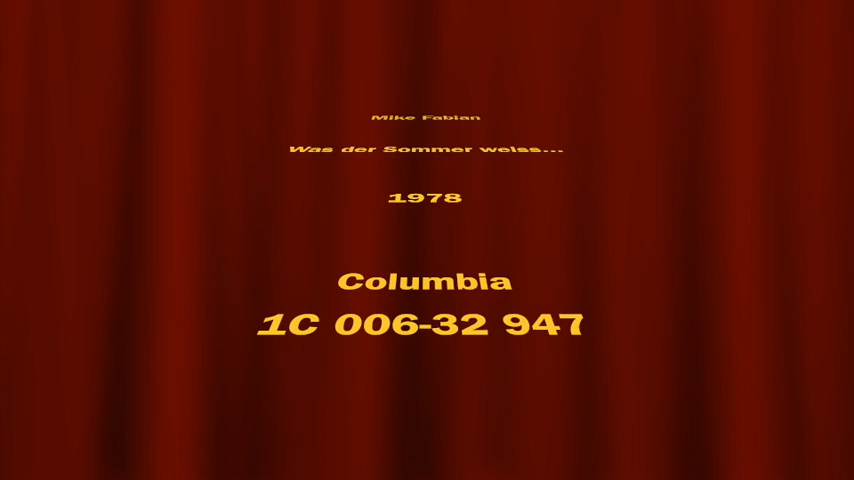 Mike Fabian
Was der Sommer weiss...
1978
Columbia
1C 006-32 947